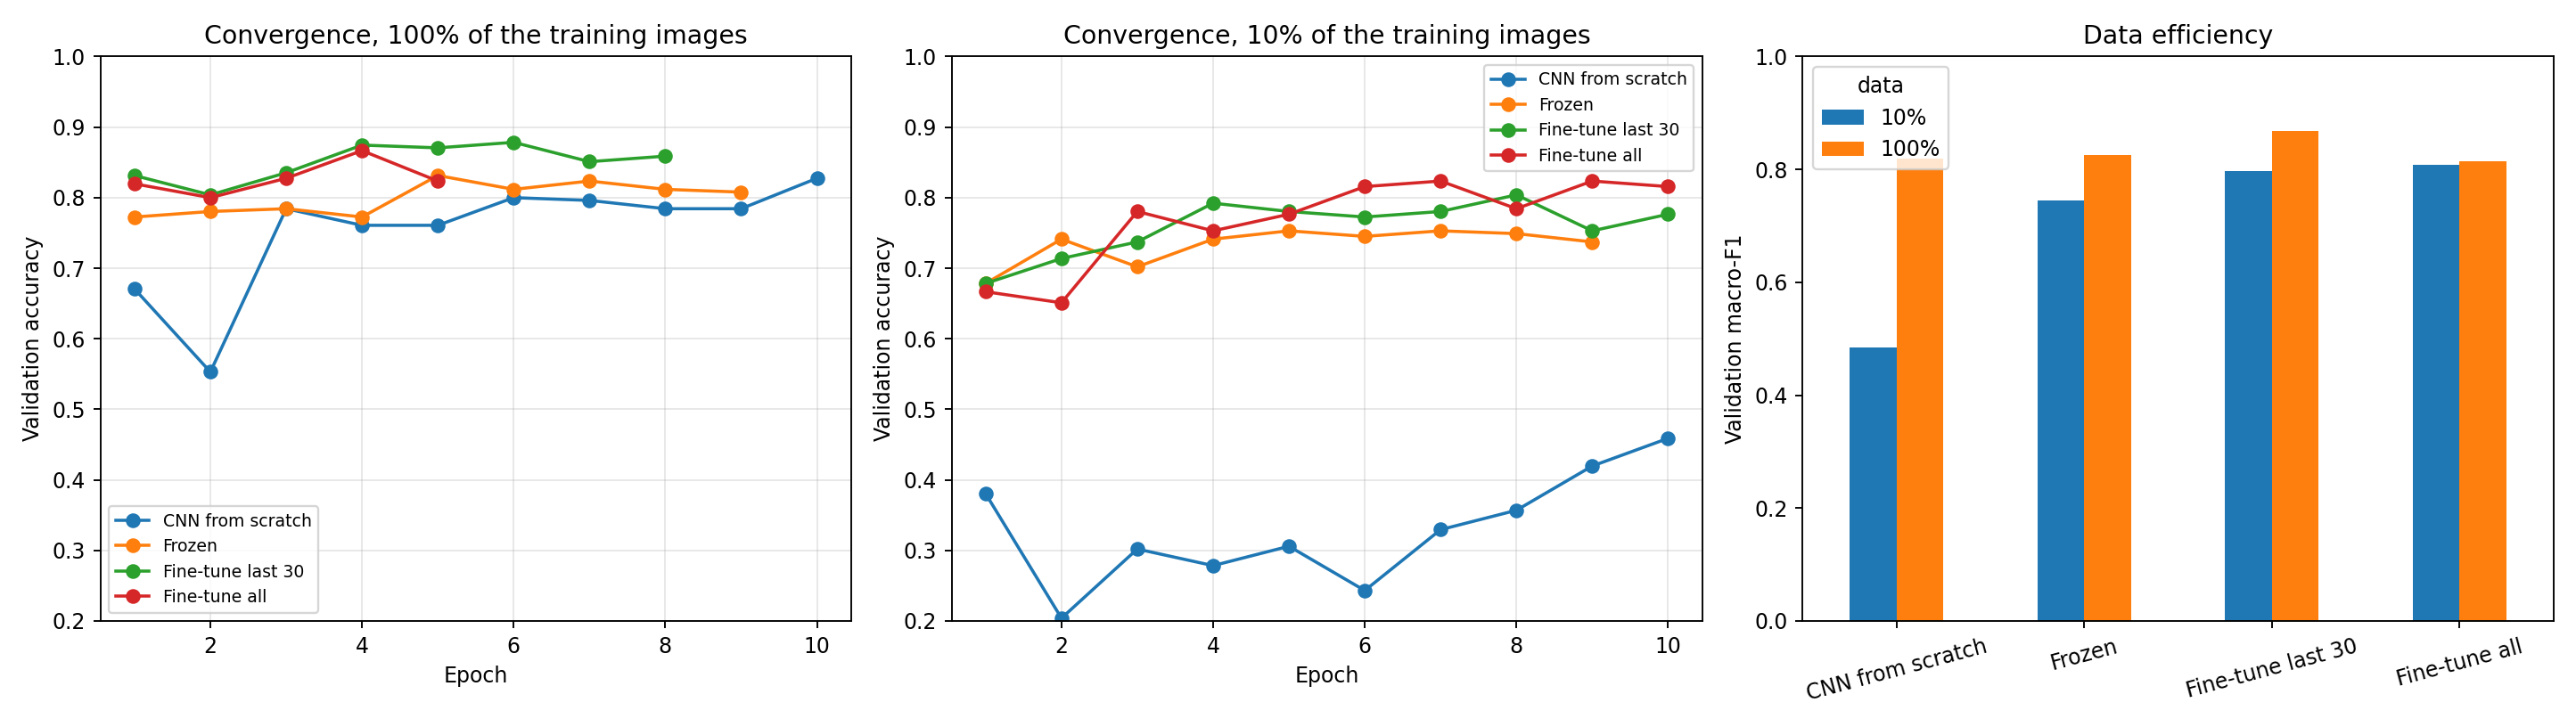 Convergence, 100% of the training images
Validation accuracy
1.0
0.9
0.8
0.7
0.6
0.5
0.4
0.3
0.2
CNN from scratch
Frozen
Fine-tune last 30
Fine-tune all
2 4 6 8 10
Epoch
Convergence, 10% of the training images
Validation accuracy
1.0
0.9
0.8
0.7
0.6
0.5
0.4
0.3
0.2
CNN from scratch
Frozen
Fine-tune last 30
Fine-tune all
2 4 6 8 10
Epoch
Data efficiency
Validation macro-F1
1.0
0.8
0.6
0.4
0.2
0.0
data
10%
100%
CNN from scratch
Frozen
Fine-tune last 30
Fine-tune all